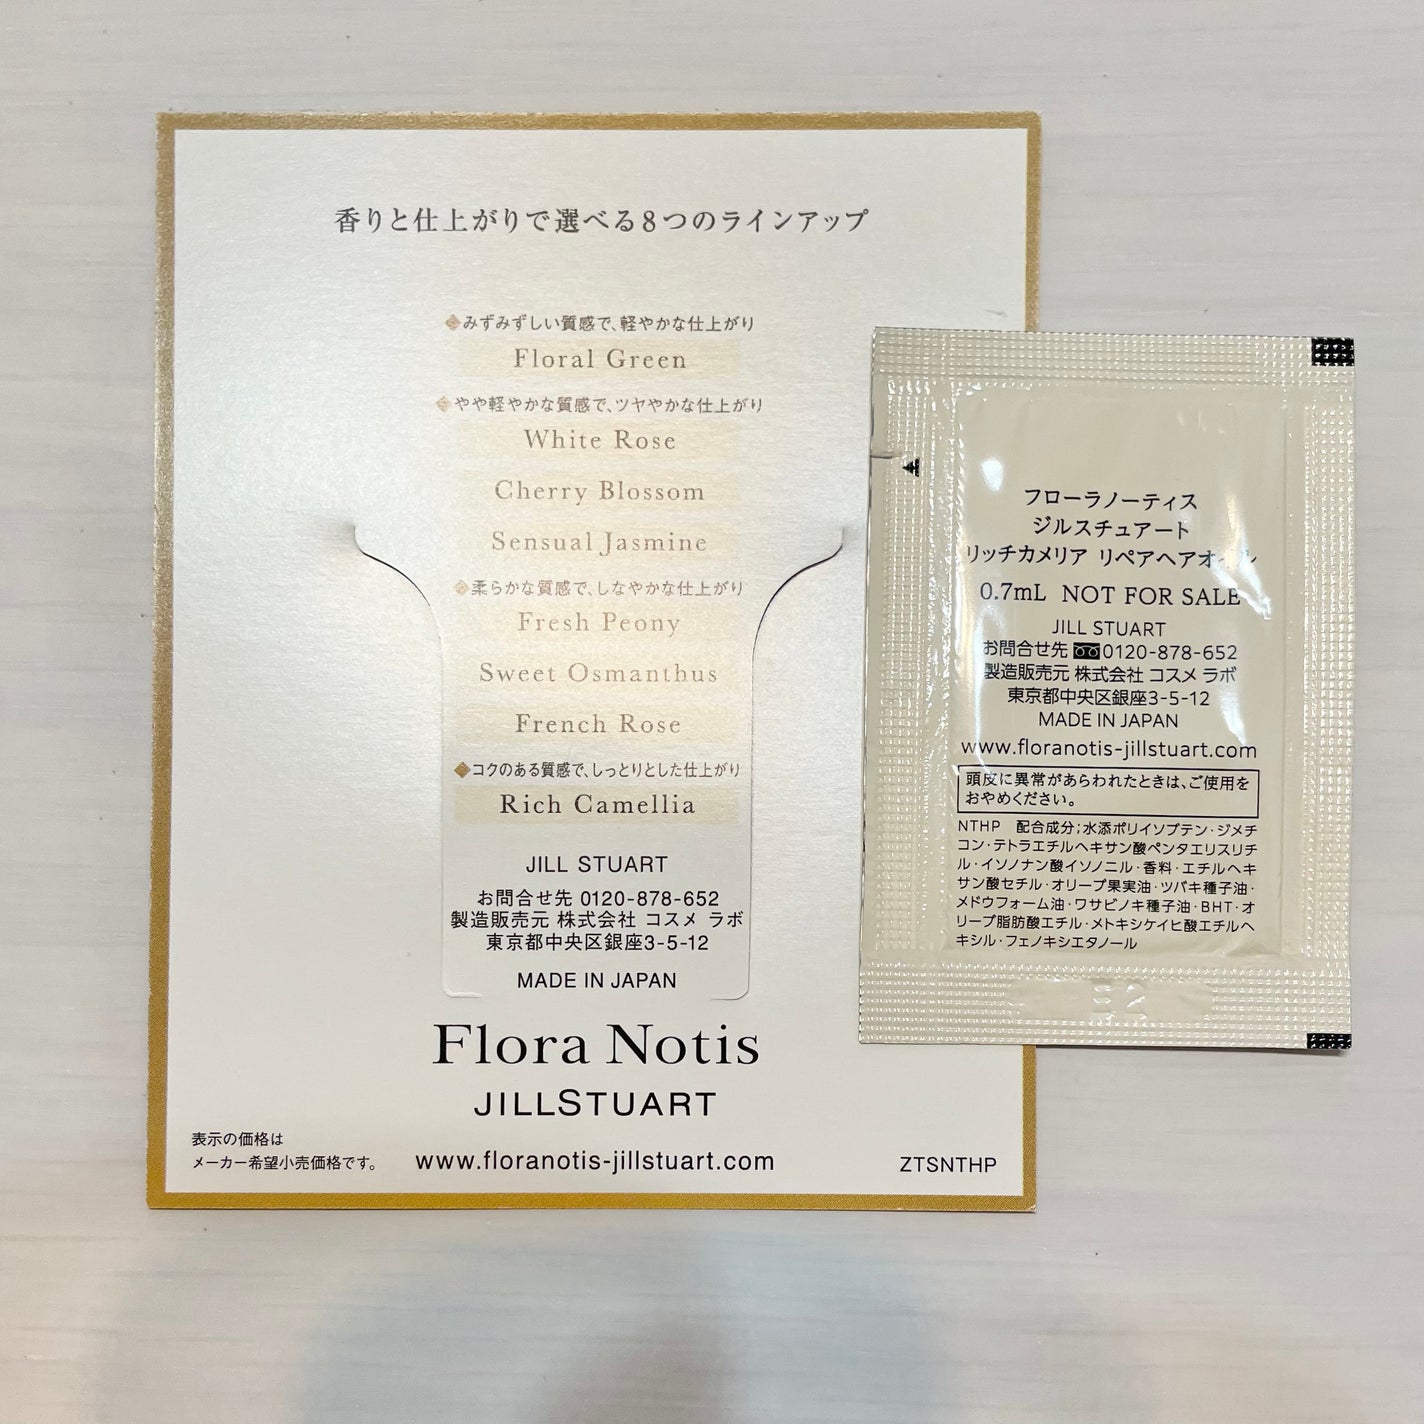 香りと仕上がりで選べる8つのラインアップ
◆みずみずしい質感で、軽やかな仕上がり
Floral Green
◆やや軽やかな質感で、ツヤやかな仕上がり
White Rose
Cherry Blossom
Sensual Jasmine
◆柔らかな質感で、しなやかな仕上がり
Fresh Peony
Sweet Osmanthus
French Rose
◆コクのある質感で、しっとりとした仕上がり
Rich Camellia
JILL STUART
お問合せ先 0120-878-652
製造販売元 株式会社 コスメ ラボ
東京都中央区銀座3-5-12
MADE IN JAPAN
Flora Notis
JILLSTUART
表示の価格は
メーカー希望小売価格です。
www.floranotis-jillstuart.com
ZTSNTHP
フローラノーティス
ジルスチュアート
リッチカメリア リペアヘアオイル
0.7mL NOT FOR SALE
JILL STUART
お問合せ先 0120-878-652
製造販売元 株式会社 コスメ ラボ
東京都中央区銀座3-5-12
MADE IN JAPAN
www.floranotis-jillstuart.com
頭皮に異常があらわれたときは、ご使用を
おやめください。
NTHP 配合成分;水添ポリイソブテン・ジメチ
コン・テトラエチルヘキサン酸ペンタエリスリチ
ル・イソノナン酸イソノニル・香料・エチルヘキ
サン酸セチル・オリーブ果実油・ツバキ種子油・
メドウフォーム油・ワサビノキ種子油・BHT・オ
リーブ脂肪酸エチル・メトキシケイヒ酸エチルヘ
キシル・フェノキシエタノール